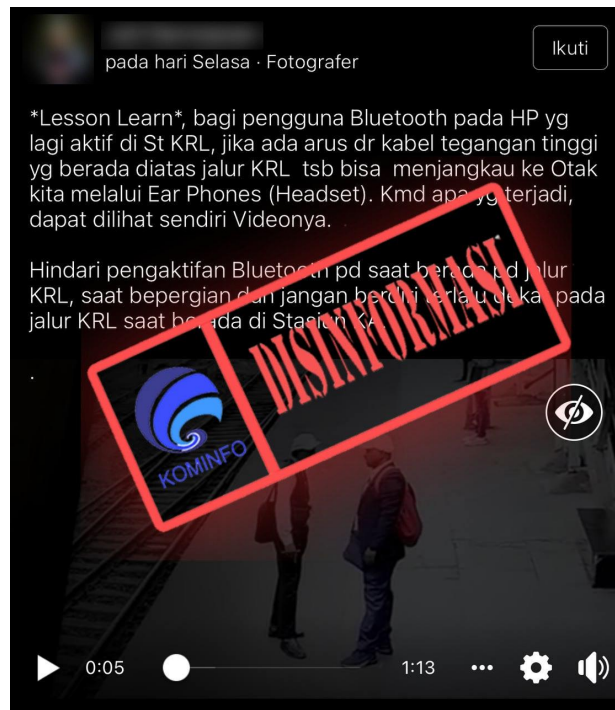 pada hari Selasa · Fotografer
Ikuti
*Lesson Learn*, bagi pengguna Bluetooth pada HP yg
lagi aktif di St KRL, jika ada arus dr kabel tegangan tinggi
yg berada diatas jalur KRL tsb bisa menjangkau ke Otak
kita melalui Ear Phones (Headset). Kmd apa yg terjadi,
dapat dilihat sendiri Videonya.
Hindari pengaktifan Bluetooth pd saat berada pd jalur
KRL, saat bepergian dan jangan berdiri terlalu dekat pada
jalur KRL saat berada di Stasiun KA.
DISINFORMASI
KOMINFO
0:05
1:13